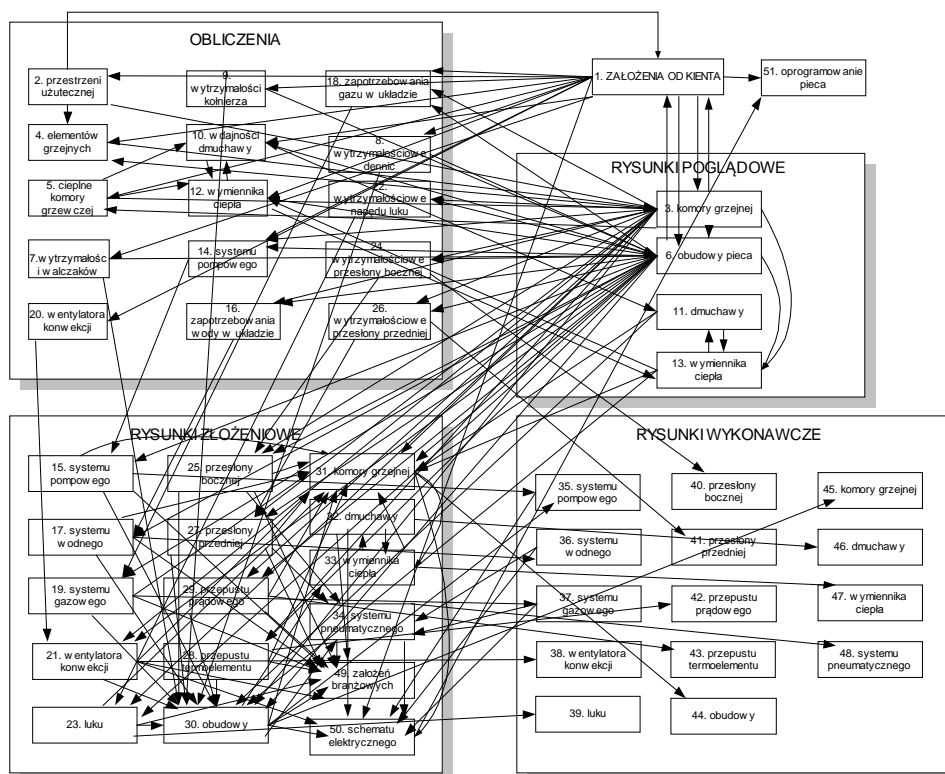 OBLICZENIA
2. przestrzeni
użutecznej
9.
wytrzymałości
kołnierza
18. zapotrzebowania
gazu w układzie
4. elementów
grzejnych
10. wdajności
dmuchawy
8.
wytrzymałościowe
dennic
5. cieplne
komory
grzewczej
12. wymiennika
ciepła
22.
wytrzymałościowe
napędu luku
7.wytrzymałośc
i walczaków
14. systemu
pompwego
24.
wytrzymałościowe
przesłony bocznej
20. wentylatora
konwekcji
16.
zapotrzebowania
wody w układzie
26.
wytrzymałościowe
przesłony przedniej
1. ZAŁOŻENIA OD KIENTA
51. oprogramowanie
pieca
RYSUNKI POGLĄDOWE
3. komory grzejnej
6. obudowy pieca
11. dmuchawy
13. wymiennika
ciepła
RYSUNKI ZŁOŻENIOWE
15. systemu
pompwego
25. przesłony
bocznej
31. komory grzejnej
17. systemu
wodnego
27. przesłony
przedniej
32. dmuchawy
33. wymiennika
ciepła
19. systemu
gazowego
29. przepustu
prądowego
34. systemu
pneumatycznego
21. wentylatora
konwekcji
28. przepustu
termoelementu
49. założeń
branżowych
23. luku
30. obudowy
50. schematu
elektrycznego
RYSUNKI WYKONAWCZE
35. systemu
pompwego
40. przesłony
bocznej
45. komory grzejnej
36. systemu
wodnego
41. przesłony
przedniej
46. dmuchawy
37. systemu
gazowego
42. przepustu
prądowego
47. wymiennika
ciepła
38. wentylatora
konwekcji
43. przepustu
termoelementu
48. systemu
pneumatycznego
39. luku
44. obudowy